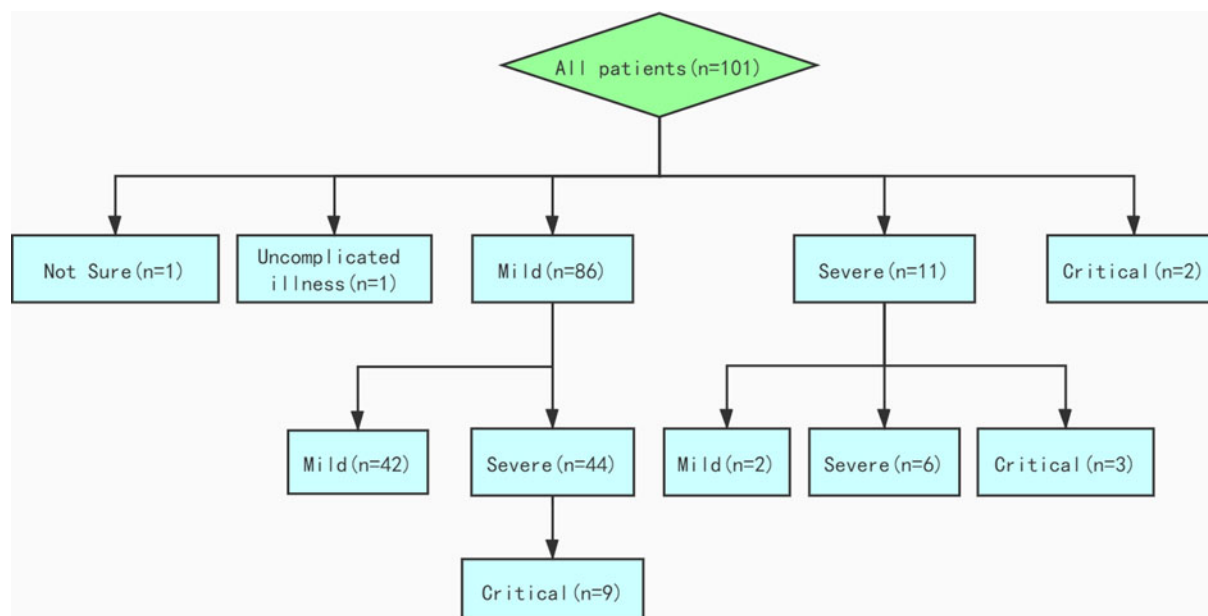 All patients(n=101)
Not Sure(n=1)
Uncomplicated
illness(n=1)
Mild(n=86)
Severe(n=11)
Critical(n=2)
Mild(n=42)
Severe(n=44)
Mild(n=2)
Severe(n=6)
Critical(n=3)
Critical(n=9)